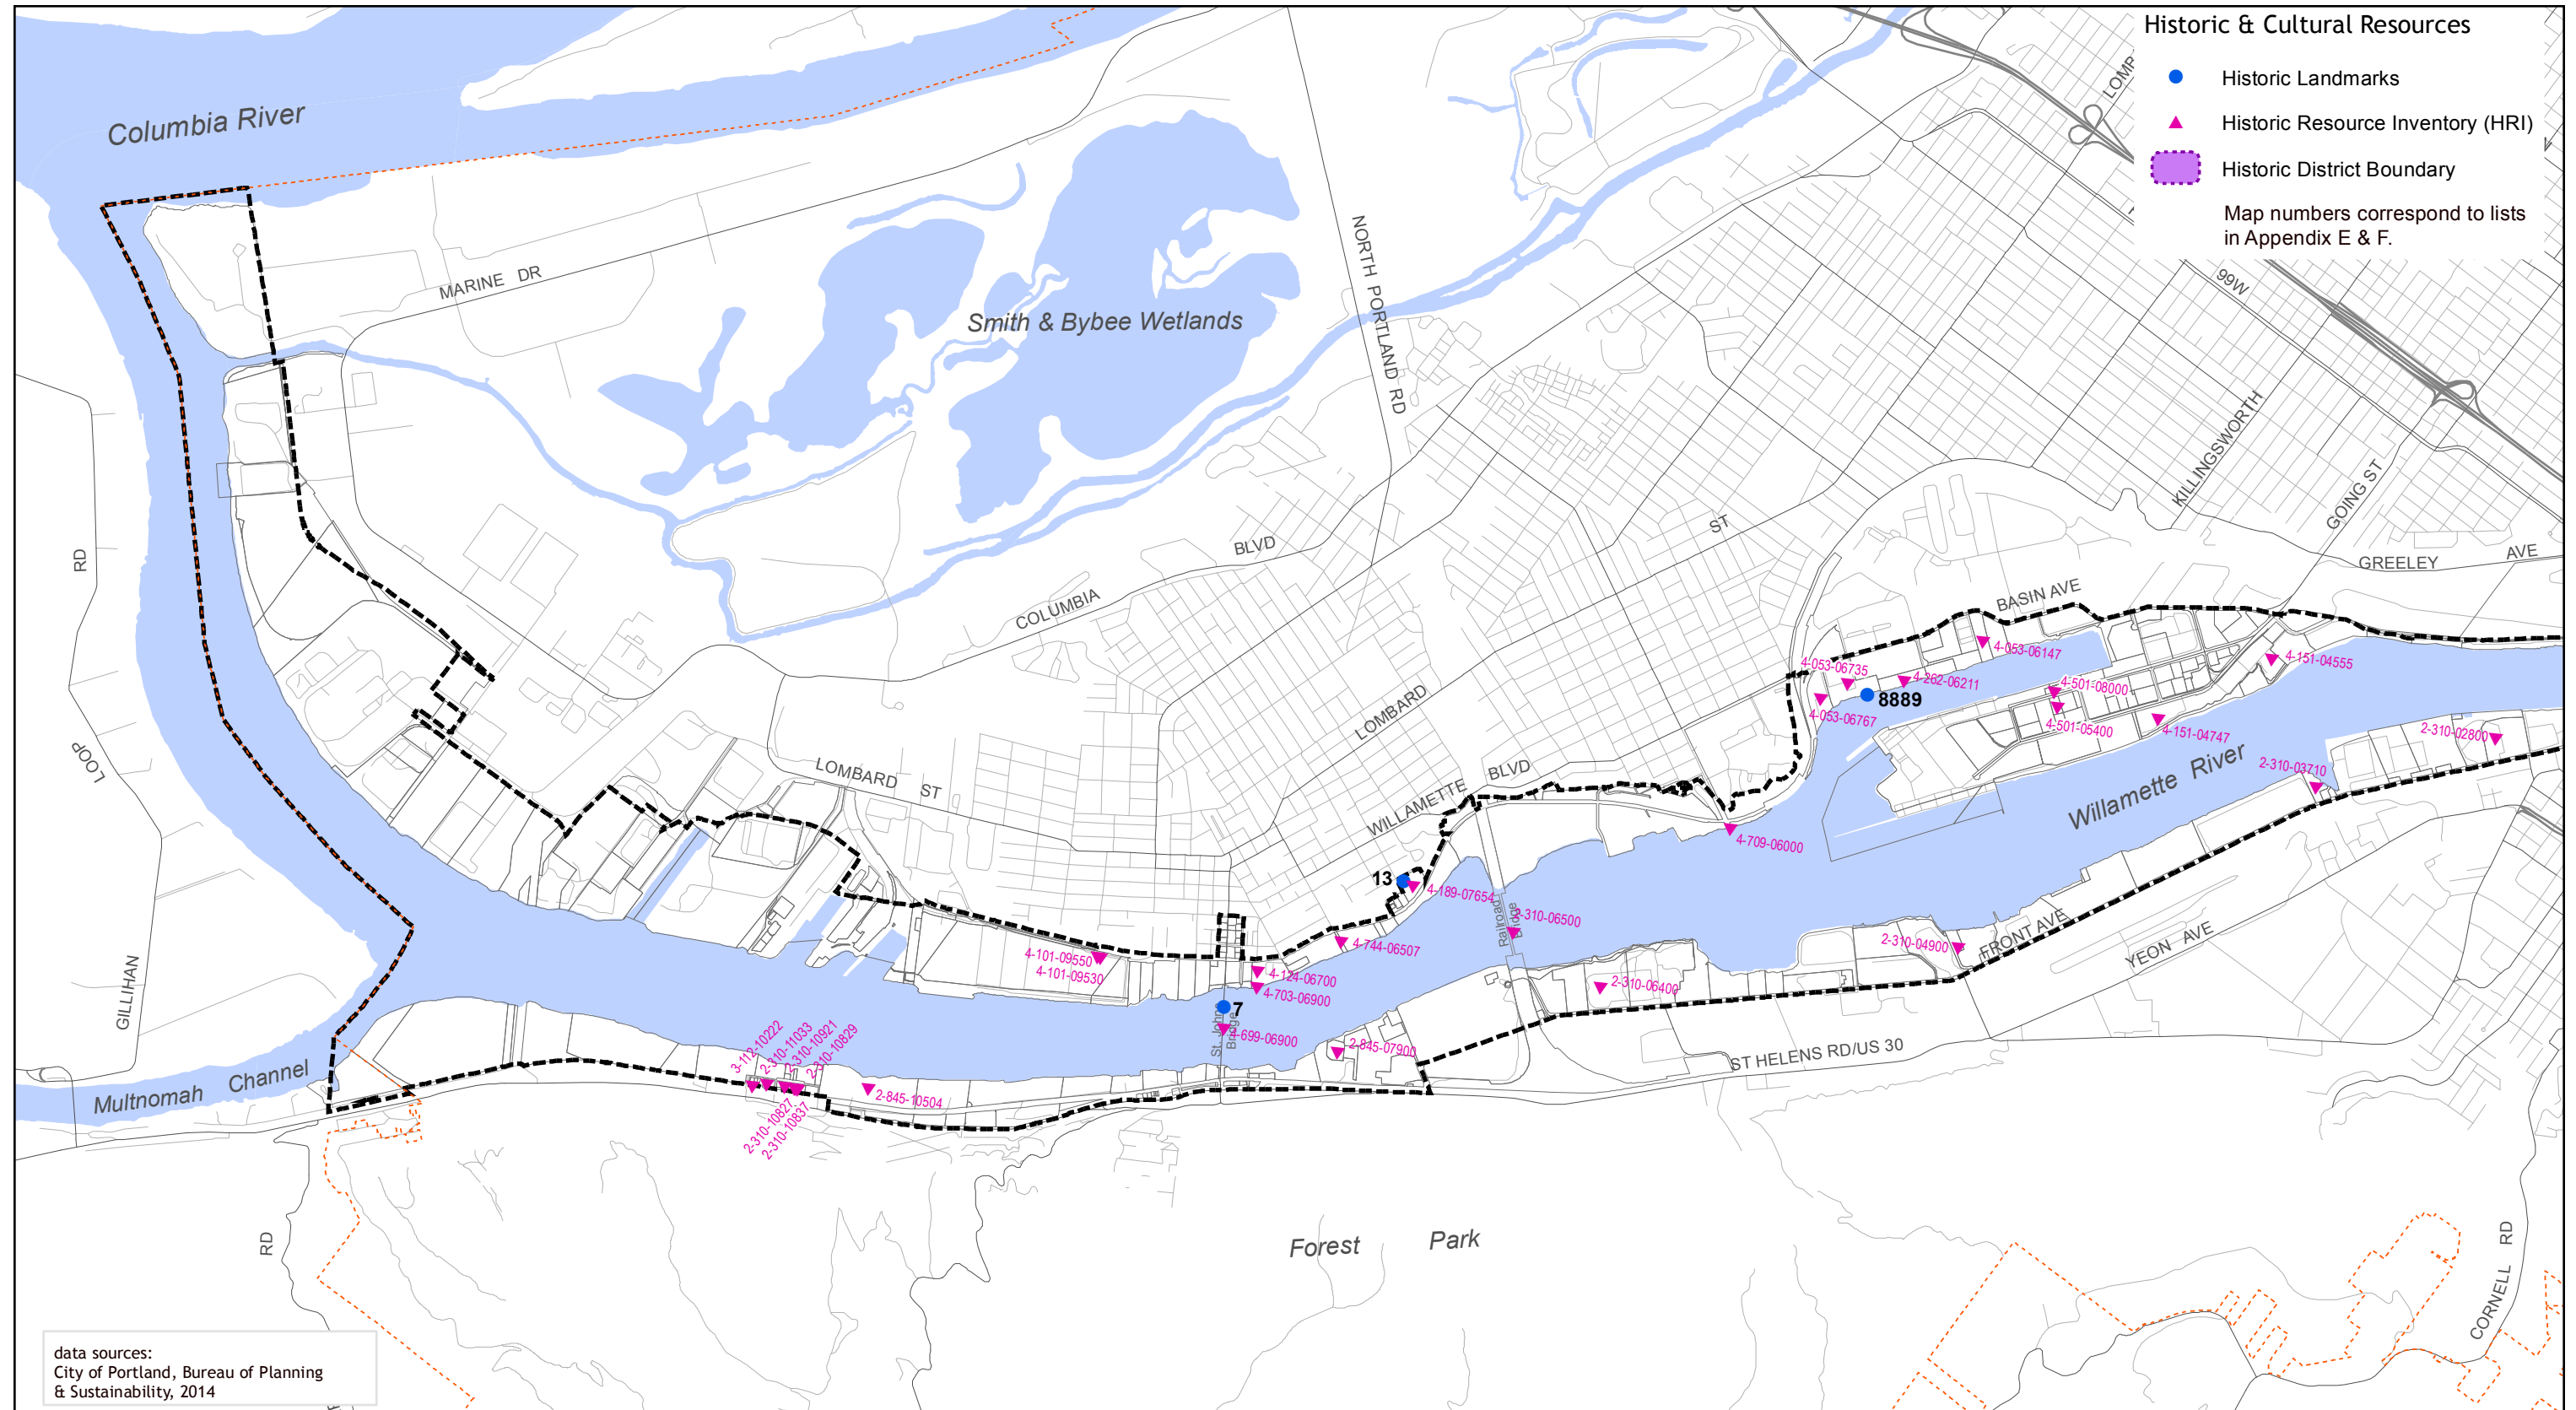 Historic & Cultural Resources
Historic Landmarks
Historic Resource Inventory (HRI)
Historic District Boundary
Map numbers correspond to lists
in Appendix E & F.
Columbia River
MARINE DR
Smith & Bybee Wetlands
NORTH PORTLAND RD
LOMP
99W
KILLINGSWORTH
GOING ST
GREELEY AVE
BASIN AVE
RD
LOOP
GILLIHAN
COLUMBIA BLVD
LOMBARD ST
LOMBARD ST
WILLAMETTE BLVD
4-053-06147
4-053-06735
4-262-06211
8889
4-053-06767
4-151-04555
4-501-08000
4-501-05400
4-151-04747
2-310-02800
2-310-03710
Willamette River
4-709-06000
13
4-189-07654
Railroad
Bridge
2-310-06500
4-744-06507
4-101-09550
4-101-09530
4-124-06700
4-703-06900
7
St. Johns
Bridge
4-699-06900
2-845-07900
2-310-06400
2-310-04900
FRONT AVE
YEON AVE
ST HELENS RD/US 30
3-112-10222
2-310-11033
2-310-10921
2-310-10829
2-310-10827
2-310-10837
2-845-10504
Multnomah Channel
RD
Forest Park
CORNELL RD
data sources:
City of Portland, Bureau of Planning
& Sustainability, 2014